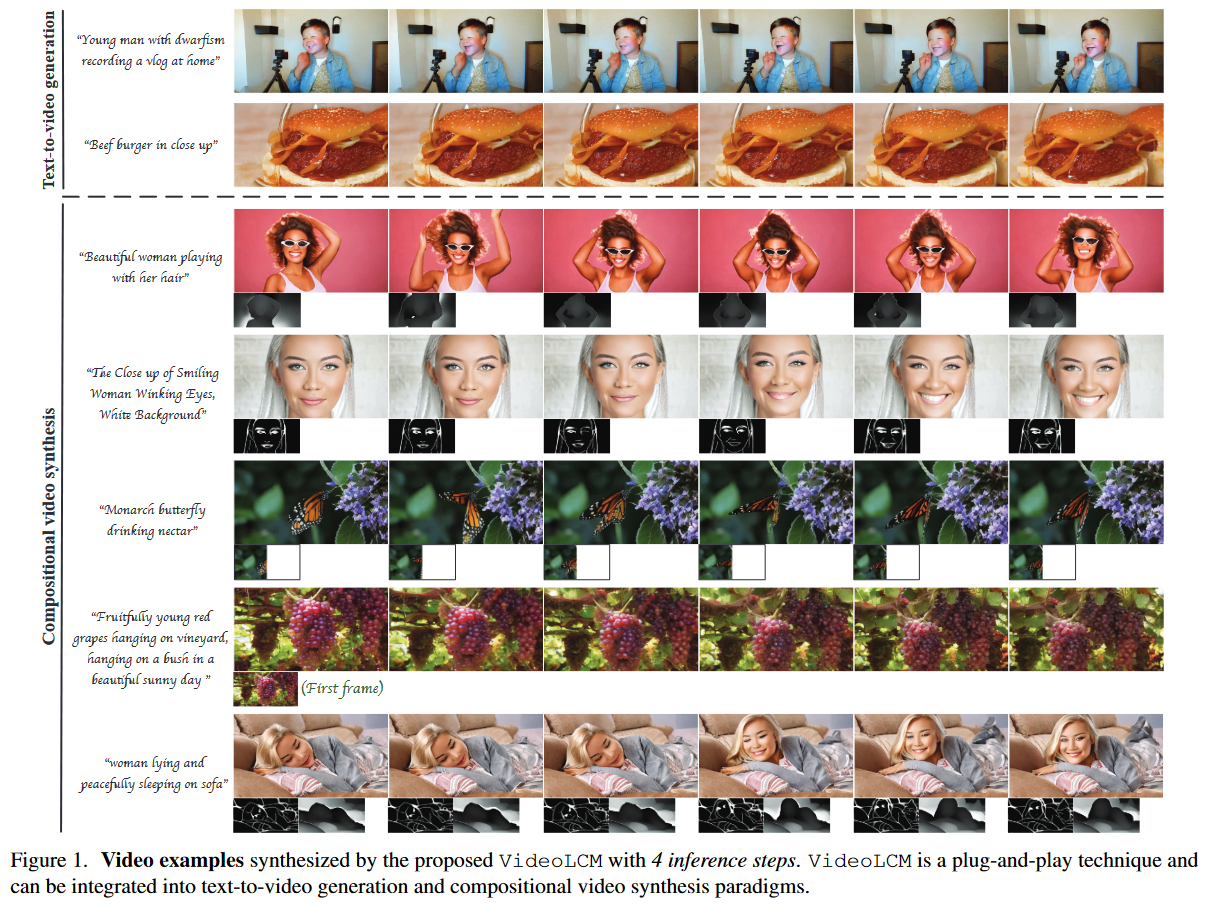 Text-to-video generation
“Young man with dwarfism
recording a vlog at home”
“Beef burger in close up”
Compositional video synthesis
“Beautiful woman playing
with her hair”
“The Close up of Smiling
Woman Winking Eyes,
White Background”
“Monarch butterfly
drinking nectar”
“Fruitfully young red
grapes hanging on vineyard,
hanging on a bush in a
beautiful sunny day ”
(First frame)
“woman lying and
peacefully sleeping on sofa”
Figure 1. Video examples synthesized by the proposed VideoLCM with 4 inference steps. VideoLCM is a plug-and-play technique and
can be integrated into text-to-video generation and compositional video synthesis paradigms.